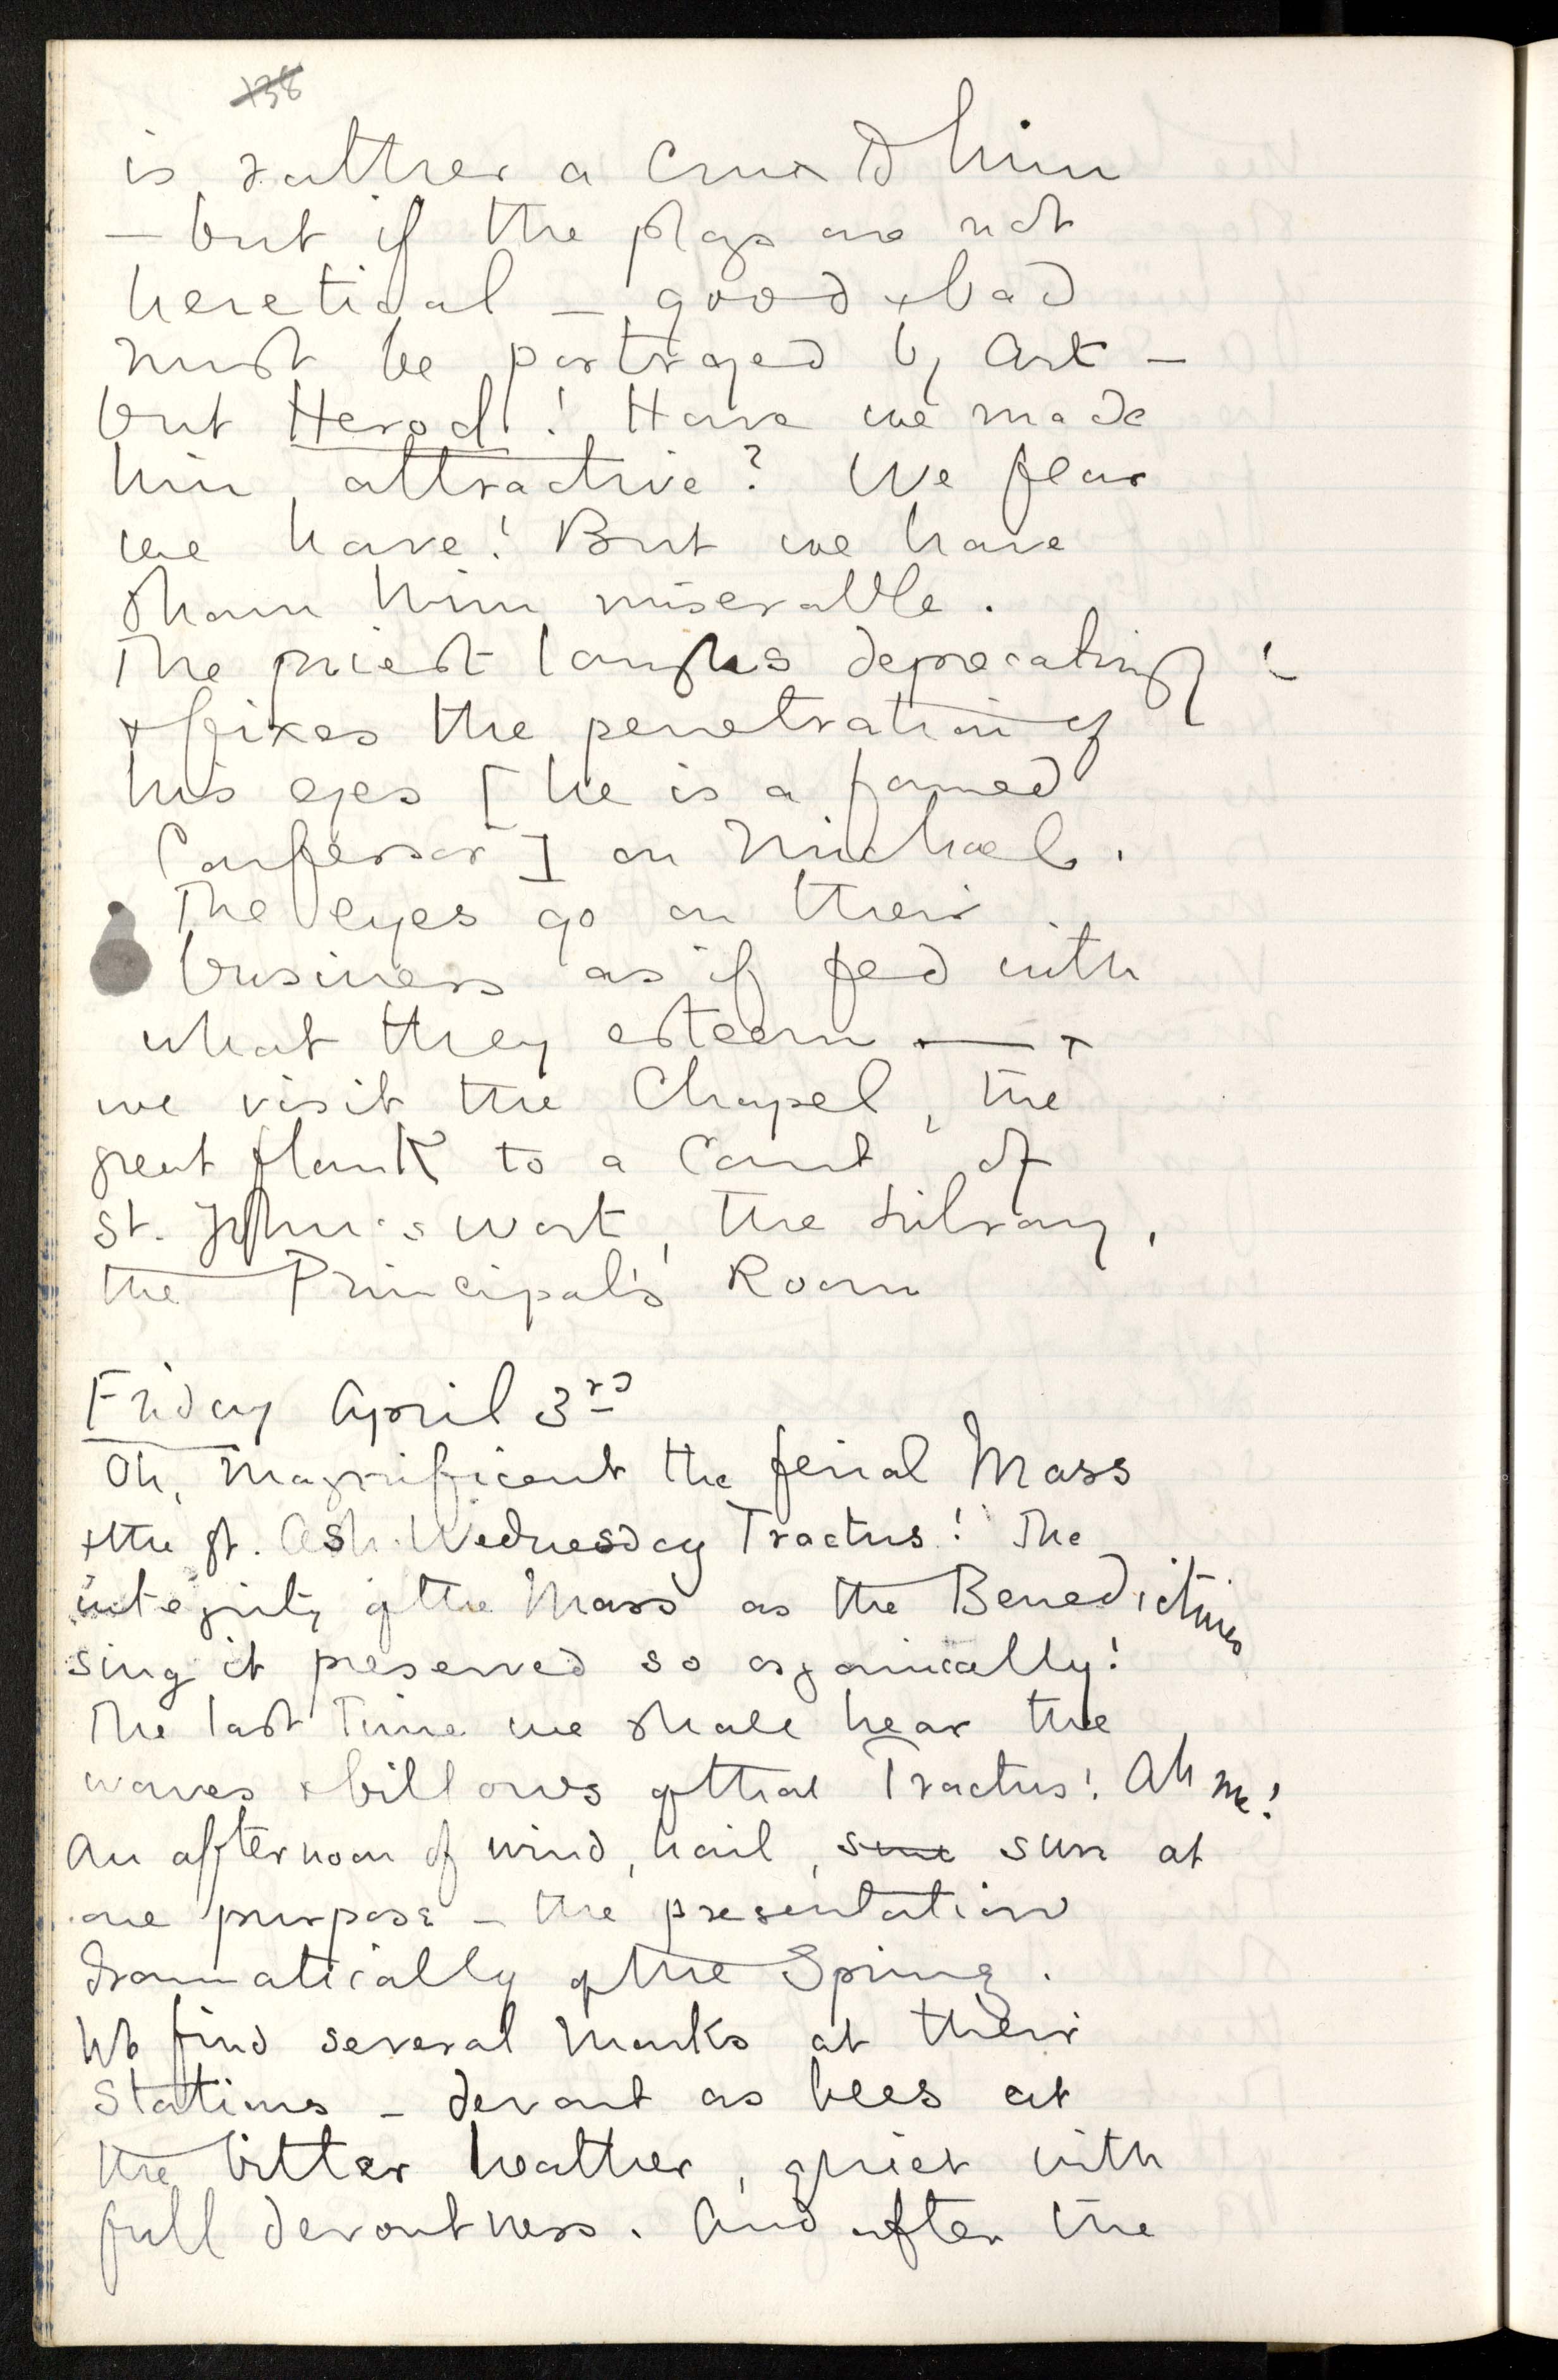 138
is rather a crux to him
– but if the plays are not
heretical – good & bad
must be portrayed by Art –
but Herod! Have we made
him attractive? We fear
we have! But we have
shown him miserable.
The priest laughs deprecatingly
& fixes the penetration of
his eyes [he is a famed
Confessor] on Michael.
The eyes go on their
business as if fed with
what they esteem —
we visit the Chapel, the
great flank to a Court of
St. John's wort, the Library,
the Principal's Room
Friday April 3rd
Oh, magnificent the ferial Mass
& the gt. Ash. Wednesday Tractus! The
integrity of the Mass as the Benedictines
sing it preserved so organically!
The last Time we shall hear the
waves & billows of that Tractus! Ah me!
An afternoon of wind, hail, sun at
one purpose – the presentation
dramatically of the Spring.
We find several Monks at their
Stations – devout as bees at
the bitter heather, quiet with
full devoutness. And after the